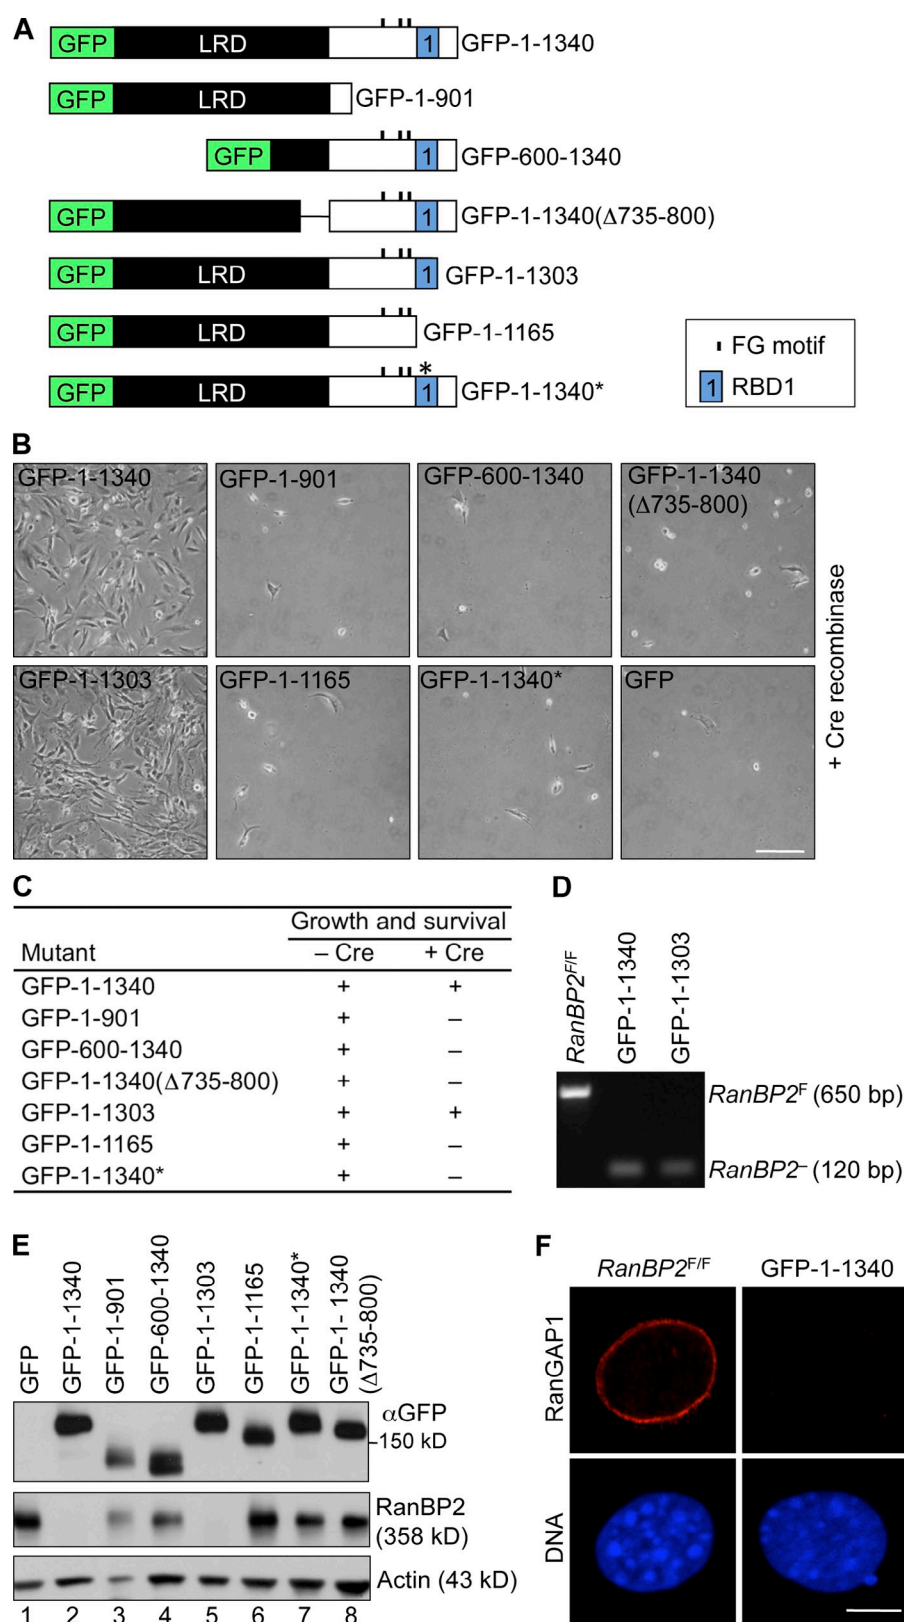 A
GFP LRD 1 GFP-1-1340
GFP LRD GFP-1-901
GFP 1 GFP-600-1340
GFP 1 GFP-1-1340(Δ735-800)
GFP LRD 1 GFP-1-1303
GFP LRD GFP-1-1165
*
GFP LRD 1 GFP-1-1340*
FG motif
1 RBD1
B
GFP-1-1340 GFP-1-901 GFP-600-1340 GFP-1-1340
(Δ735-800)
GFP-1-1303 GFP-1-1165 GFP-1-1340* GFP
+ Cre recombinase
C
Growth and survival
Mutant – Cre + Cre
GFP-1-1340 + +
GFP-1-901 + –
GFP-600-1340 + –
GFP-1-1340(Δ735-800) + –
GFP-1-1303 + +
GFP-1-1165 + –
GFP-1-1340* + –
D
RanBP2F/F
GFP-1-1340
GFP-1-1303
RanBP2F (650 bp)
RanBP2– (120 bp)
E
GFP
GFP-1-1340
GFP-1-901
GFP-600-1340
GFP-1-1303
GFP-1-1165
GFP-1-1340*
GFP-1- 1340
(Δ735-800)
αGFP
150 kD
RanBP2
(358 kD)
Actin (43 kD)
1 2 3 4 5 6 7 8
F
RanBP2F/F GFP-1-1340
RanGAP1
DNA